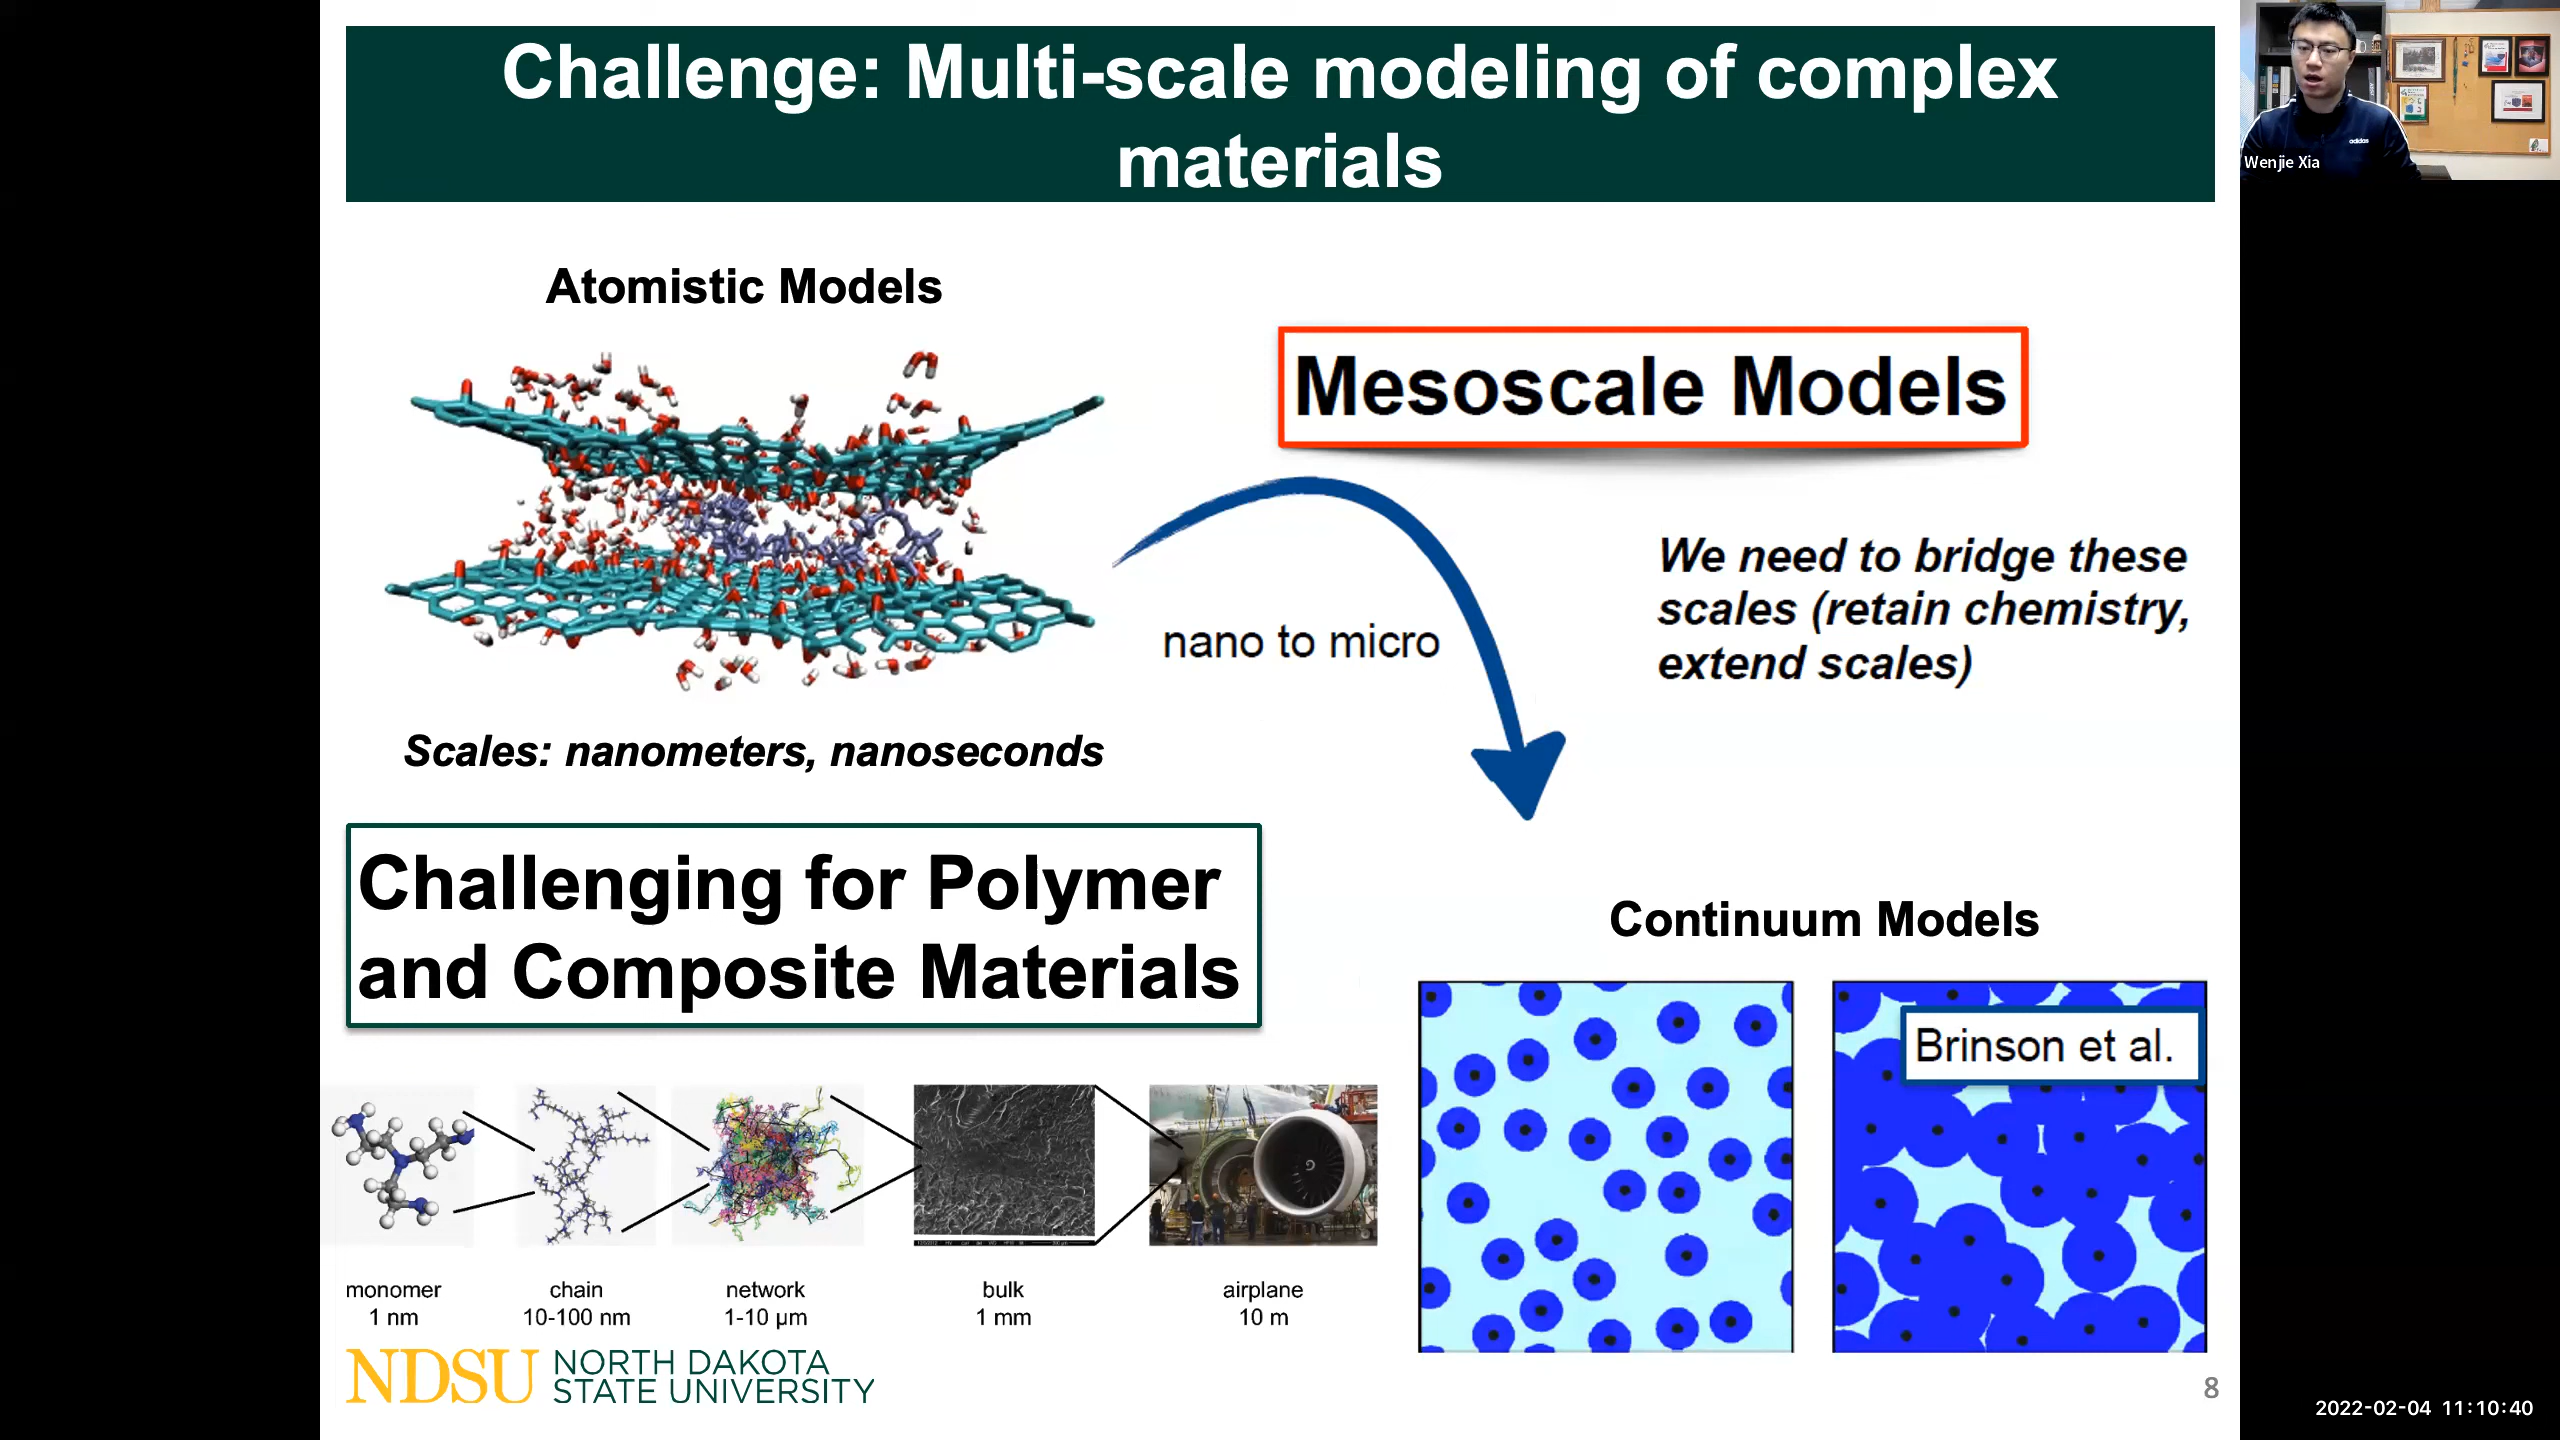 Challenge: Multi-scale modeling of complex
materials
Wenjie Xia
adidas
Atomistic Models
Mesoscale Models
We need to bridge these
scales (retain chemistry,
extend scales)
nano to micro
Scales: nanometers, nanoseconds
Challenging for Polymer
and Composite Materials
Continuum Models
Brinson et al.
monomer
1 nm
chain
10-100 nm
network
1-10 µm
bulk
1 mm
airplane
10 m
NDSU
NORTH DAKOTA
STATE UNIVERSITY
8
2022-02-04 11:10:40